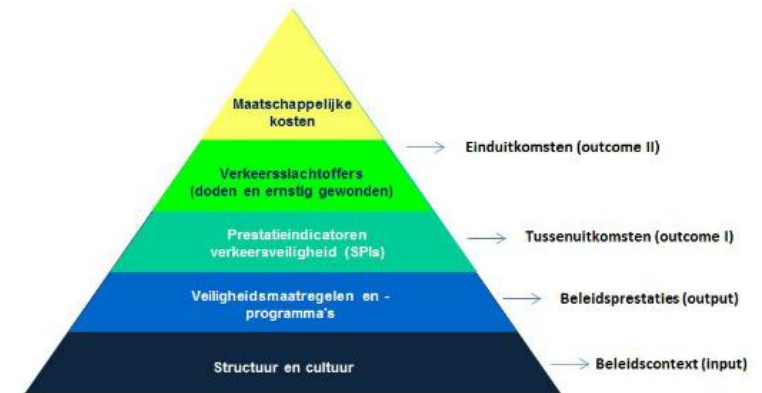 Maatschappelijke
kosten
Einduitkomsten (outcome II)
Verkeersslachtoffers
(doden en ernstig gewonden)
Prestatieindicatoren
verkeersveiligheid (SPIs)
Tussenuitkomsten (outcome I)
Veiligheidsmaatregelen en -
programma's
Beleidsprestaties (output)
Structuur en cultuur
Beleidscontext (input)